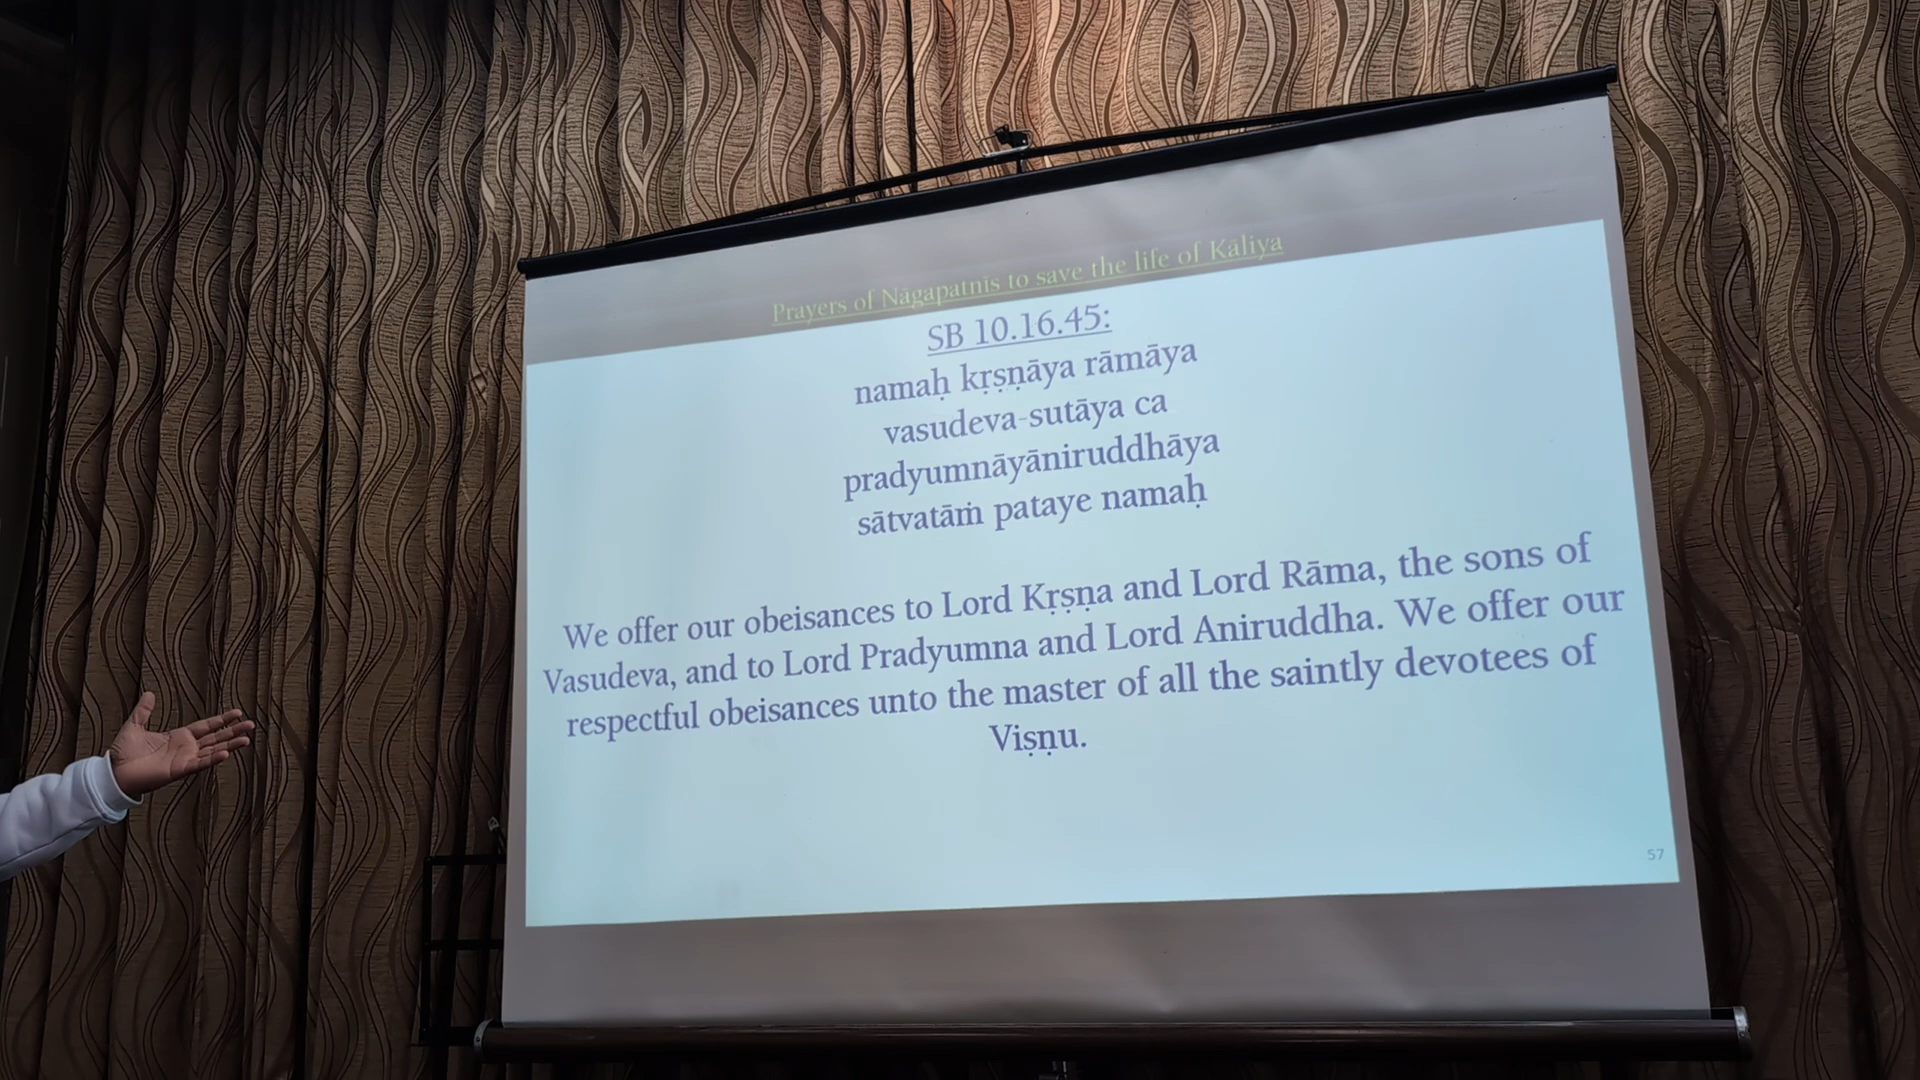 Prayers of Nāgapatnīs to save the life of Kāliya
SB 10.16.45:
namaḥ kṛṣṇāya rāmāya
vasudeva-sutāya ca
pradyumnāyāniruddhāya
sātvatāṁ pataye namaḥ
We offer our obeisances to Lord Kṛṣṇa and Lord Rāma, the sons of
Vasudeva, and to Lord Pradyumna and Lord Aniruddha. We offer our
respectful obeisances unto the master of all the saintly devotees of
Viṣṇu.
57